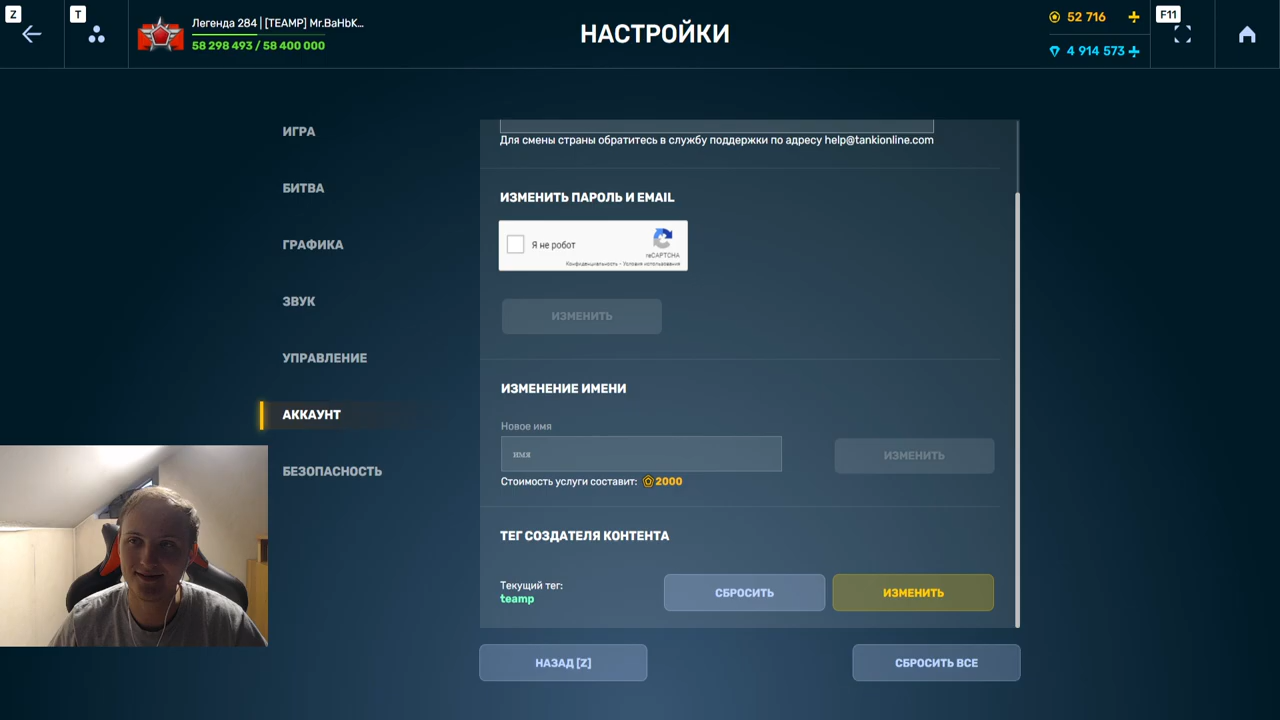 Z
T
Легенда 284 | [TEAMP] Mr.BaHbK...
58 298 493 / 58 400 000
НАСТРОЙКИ
52 716
4 914 573
F11
ИГРА
БИТВА
ГРАФИКА
ЗВУК
УПРАВЛЕНИЕ
АККАУНТ
БЕЗОПАСНОСТЬ
Для смены страны обратитесь в службу поддержки по адресу help@tankionline.com
ИЗМЕНИТЬ ПАРОЛЬ И EMAIL
Я не робот
reCAPTCHA
Конфиденциальность - Условия использования
ИЗМЕНИТЬ
ИЗМЕНЕНИЕ ИМЕНИ
Новое имя
имя
ИЗМЕНИТЬ
Стоимость услуги составит: 2000
ТЕГ СОЗДАТЕЛЯ КОНТЕНТА
Текущий тег:
teamp
СБРОСИТЬ
ИЗМЕНИТЬ
НАЗАД [Z]
СБРОСИТЬ ВСЕ